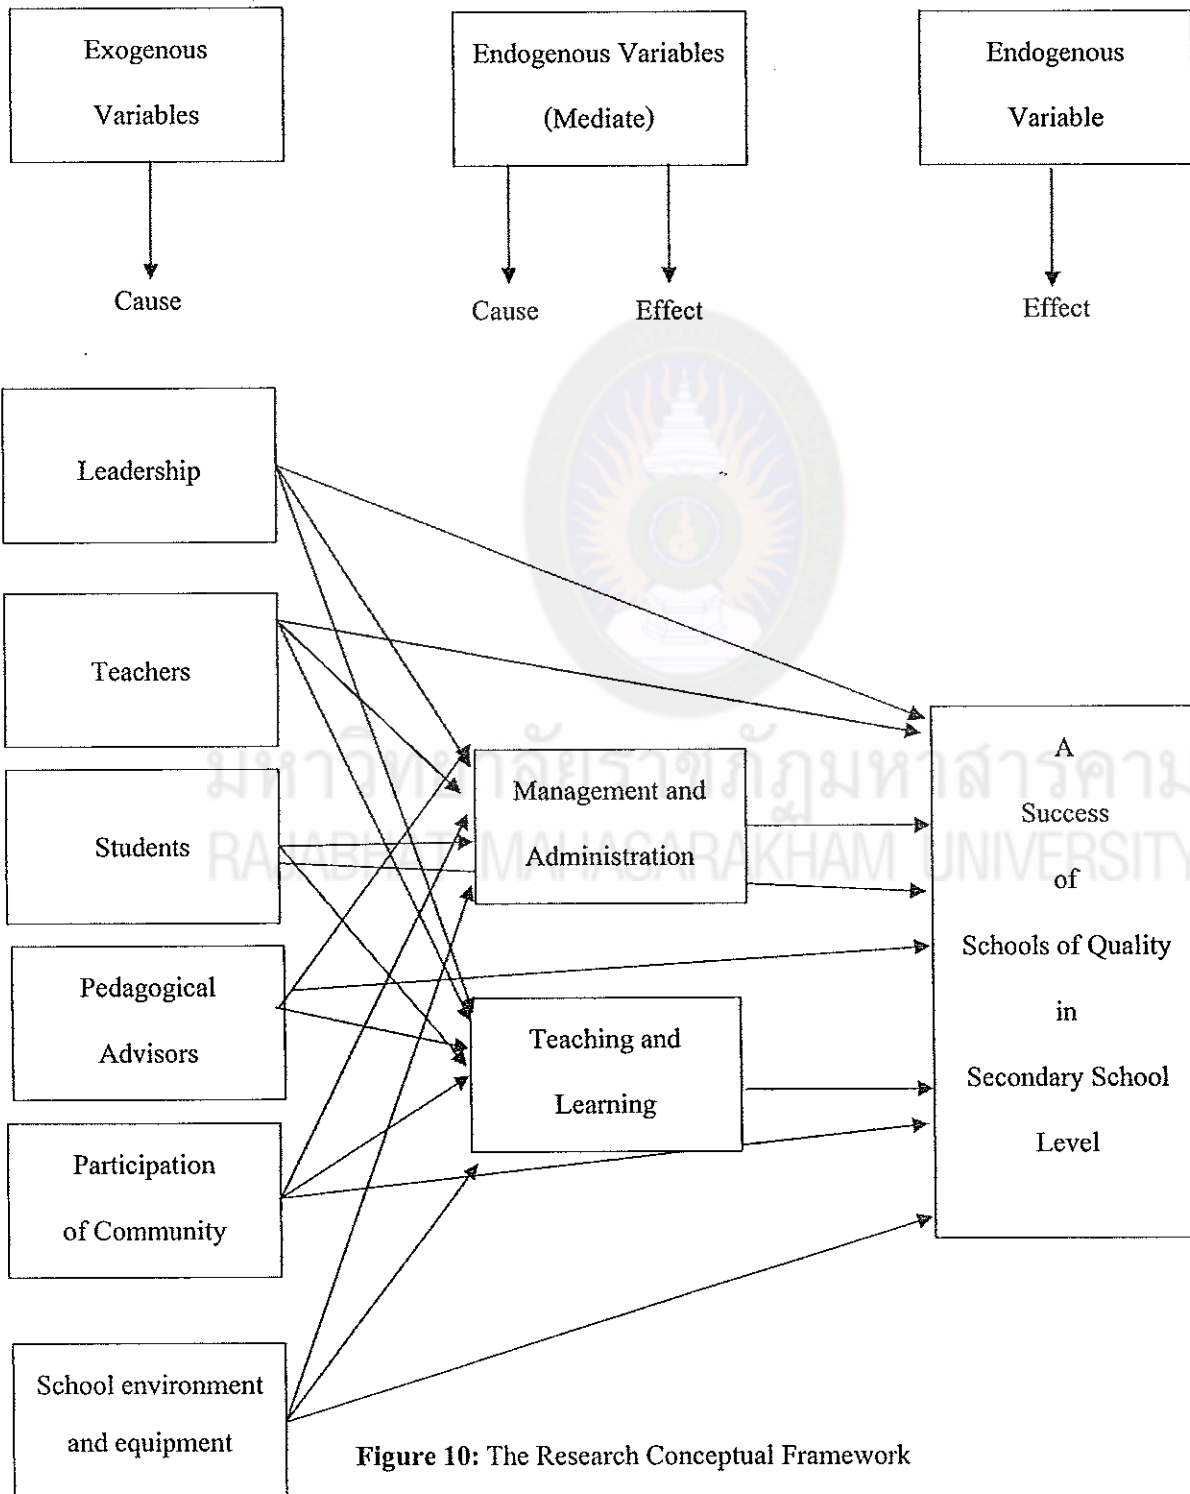 Exogenous
Variables
Endogenous Variables
(Mediate)
Endogenous
Variable
Cause
Cause
Effect
Effect
Leadership
Teachers
Students
Pedagogical
Advisors
Participation
of Community
School environment
and equipment
Management and
Administration
Teaching and
Learning
A
Success
of
Schools of Quality
in
Secondary School
Level
มหาวิทยาลัยราชภัฏมหาสารคาม
RAJABHAT MAHASARAKHAM UNIVERSITY
Figure 10: The Research Conceptual Framework